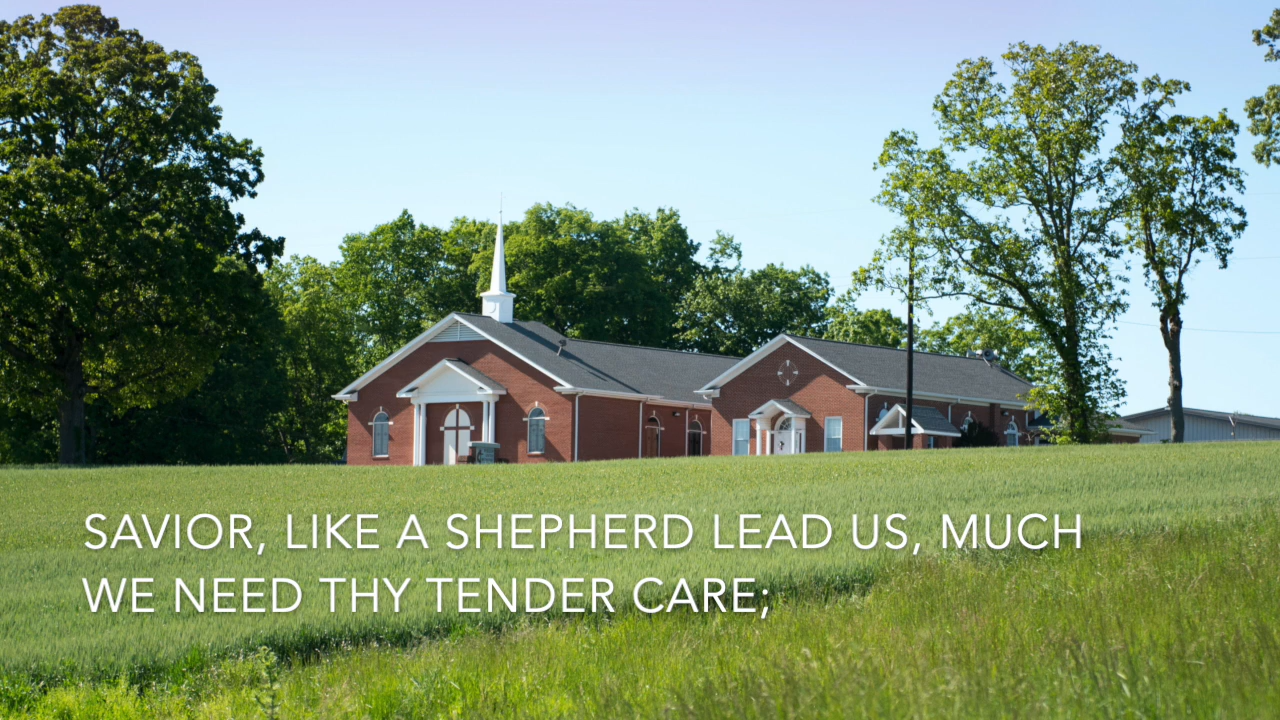 SAVIOR, LIKE A SHEPHERD LEAD US, MUCH
WE NEED THY TENDER CARE;